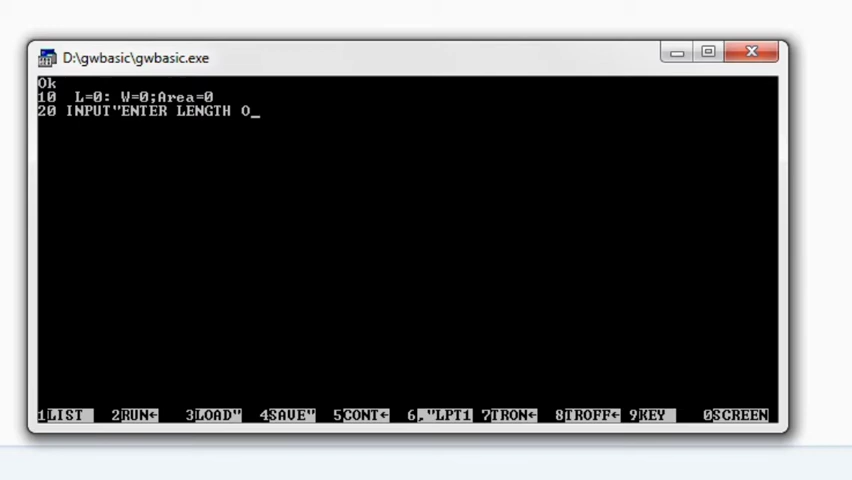 D:\gwbasic\gwbasic.exe
Ok
10  L=0: W=0;Area=0
20 INPUT"ENTER LENGTH O_
1LIST  2RUN←  3LOAD"  4SAVE"  5CONT←  6,"LPT1  7TRON←  8TROFF←  9KEY  0SCREEN